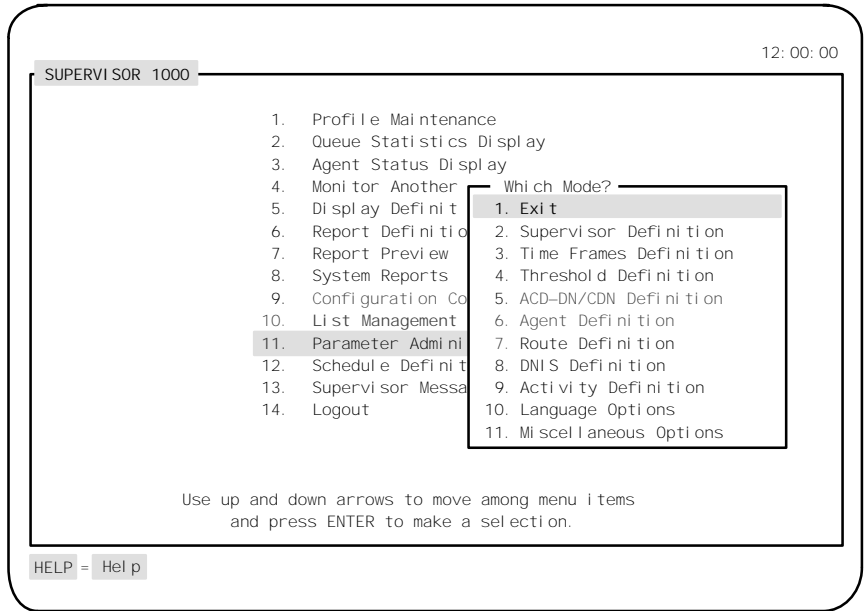 12:00:00
SUPERVISOR 1000
1. Profile Maintenance
2. Queue Statistics Display
3. Agent Status Display
4. Monitor Another
5. Display Definit
6. Report Definitio
7. Report Preview
8. System Reports
9. Configuration Co
10. List Management
11. Parameter Admini
12. Schedule Definit
13. Supervisor Messa
14. Logout
Which Mode?
1. Exit
2. Supervisor Definition
3. Time Frames Definition
4. Threshold Definition
5. ACD–DN/CDN Definition
6. Agent Definition
7. Route Definition
8. DNIS Definition
9. Activity Definition
10. Language Options
11. Miscellaneous Options
Use up and down arrows to move among menu items
and press ENTER to make a selection.
HELP = Help